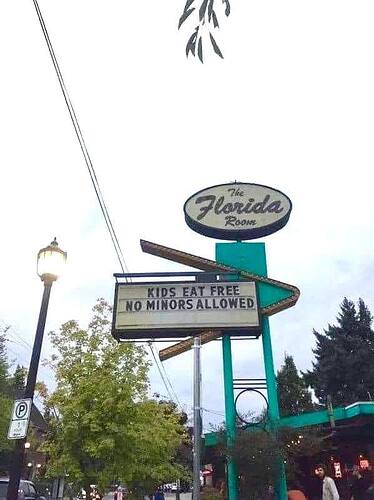 The
Florida
Room
KIDS EAT FREE
NO MINORS ALLOWED
P